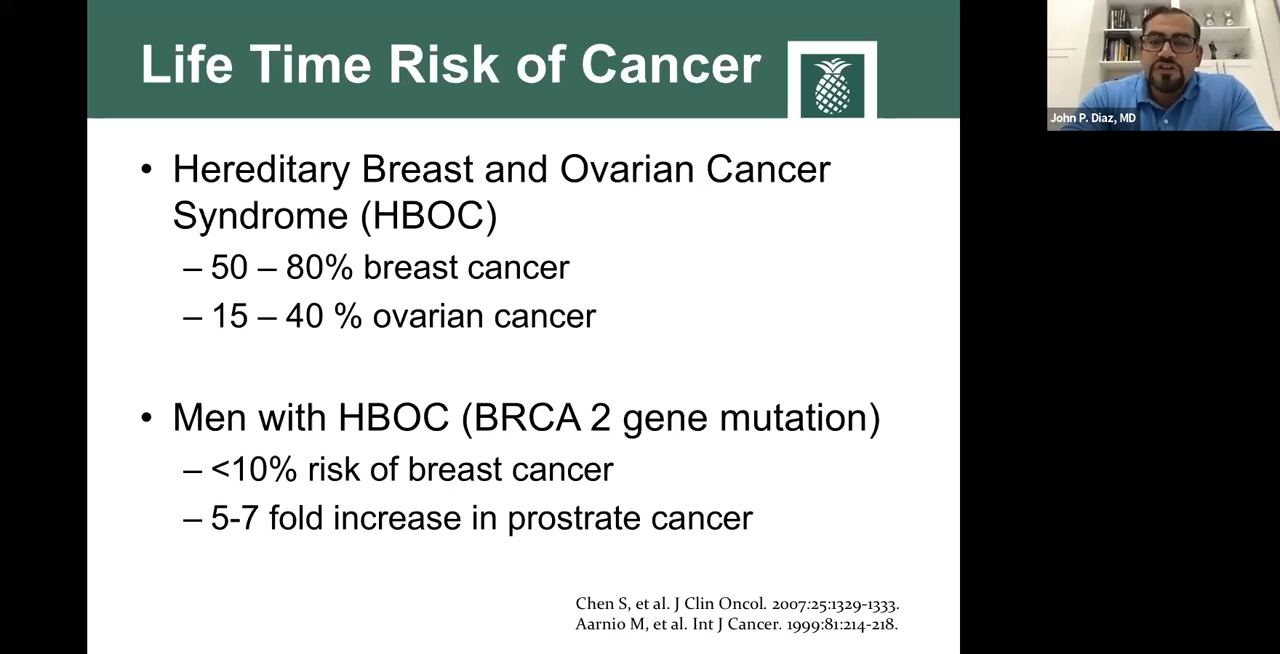 Life Time Risk of Cancer
John P. Diaz, MD
• Hereditary Breast and Ovarian Cancer
Syndrome (HBOC)
– 50 – 80% breast cancer
– 15 – 40 % ovarian cancer
• Men with HBOC (BRCA 2 gene mutation)
– <10% risk of breast cancer
– 5-7 fold increase in prostrate cancer
Chen S, et al. J Clin Oncol. 2007:25:1329-1333.
Aarnio M, et al. Int J Cancer. 1999:81:214-218.